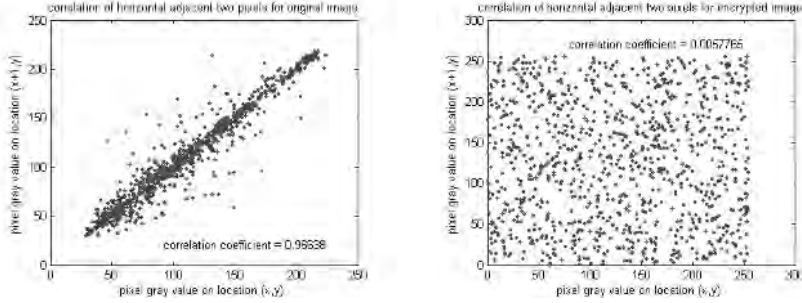 correlation of horizontal adjacent two pixels for original image
250
200
150
100
50
0
pixel gray value on location (x+1,y)
correlation coefficient = 0.96638
0 50 100 150 200 250
pixel gray value on location (x,y)
correlation of horizontal adjacent two pixels for encrypted image
300
250
200
150
100
50
0
pixel gray value on location (x+1,y)
correlation coefficient = 0.0057765
0 50 100 150 200 250 300
pixel gray value on location (x,y)